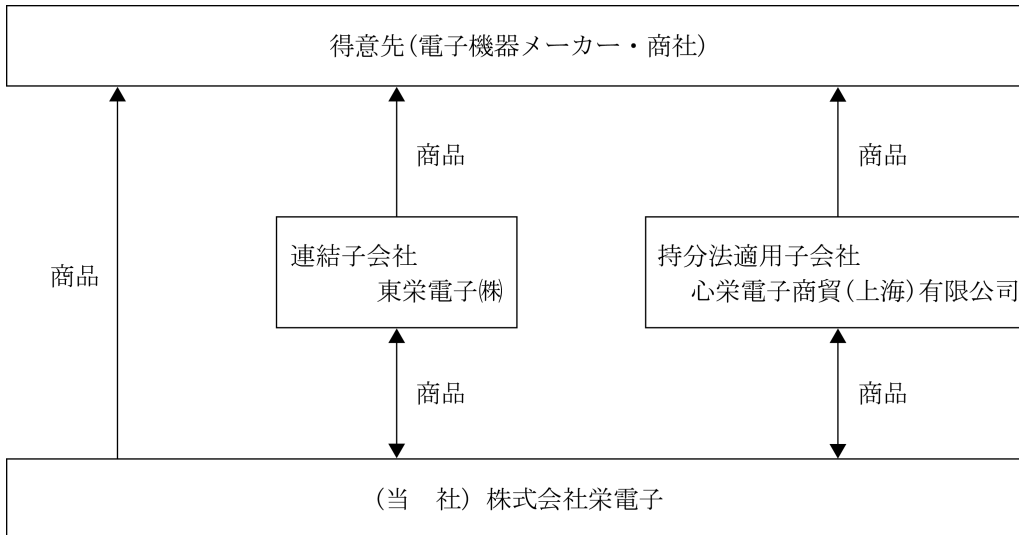 得意先(電子機器メーカー・商社)
商品
商品
連結子会社
東栄電子㈱
持分法適用子会社
心栄電子商貿(上海)有限公司
商品
商品
商品
(当　社) 株式会社栄電子